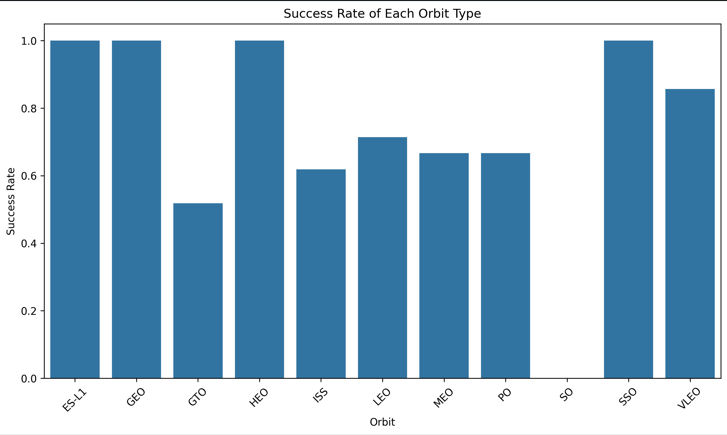 Success Rate of Each Orbit Type
1.0
0.8
0.6
0.4
0.2
0.0
Success Rate
ES-L1 GEO GTO HEO ISS LEO MEO PO SO SSO VLEO
Orbit